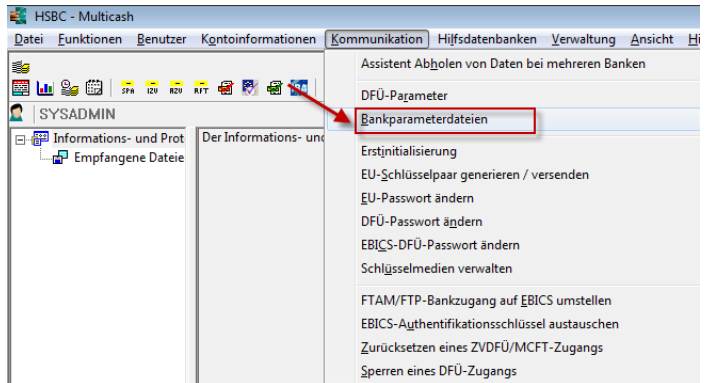 HSBC - Multicash
Datei Funktionen Benutzer Kontoinformationen Kommunikation Hilfsdatenbanken Verwaltung Ansicht Hi
Assistent Abholen von Daten bei mehreren Banken
SPA IZV AZV RFT
DFÜ-Parameter
Bankparameterdateien
SYSADMIN
Informations- und Prot
Der Informations- und
Empfangene Dateie
Erstinitialisierung
EU-Schlüsselpaar generieren / versenden
EU-Passwort ändern
DFÜ-Passwort ändern
EBICS-DFÜ-Passwort ändern
Schlüsselmedien verwalten
FTAM/FTP-Bankzugang auf EBICS umstellen
EBICS-Authentifikationsschlüssel austauschen
Zurücksetzen eines ZVDFÜ/MCFT-Zugangs
Sperren eines DFÜ-Zugangs